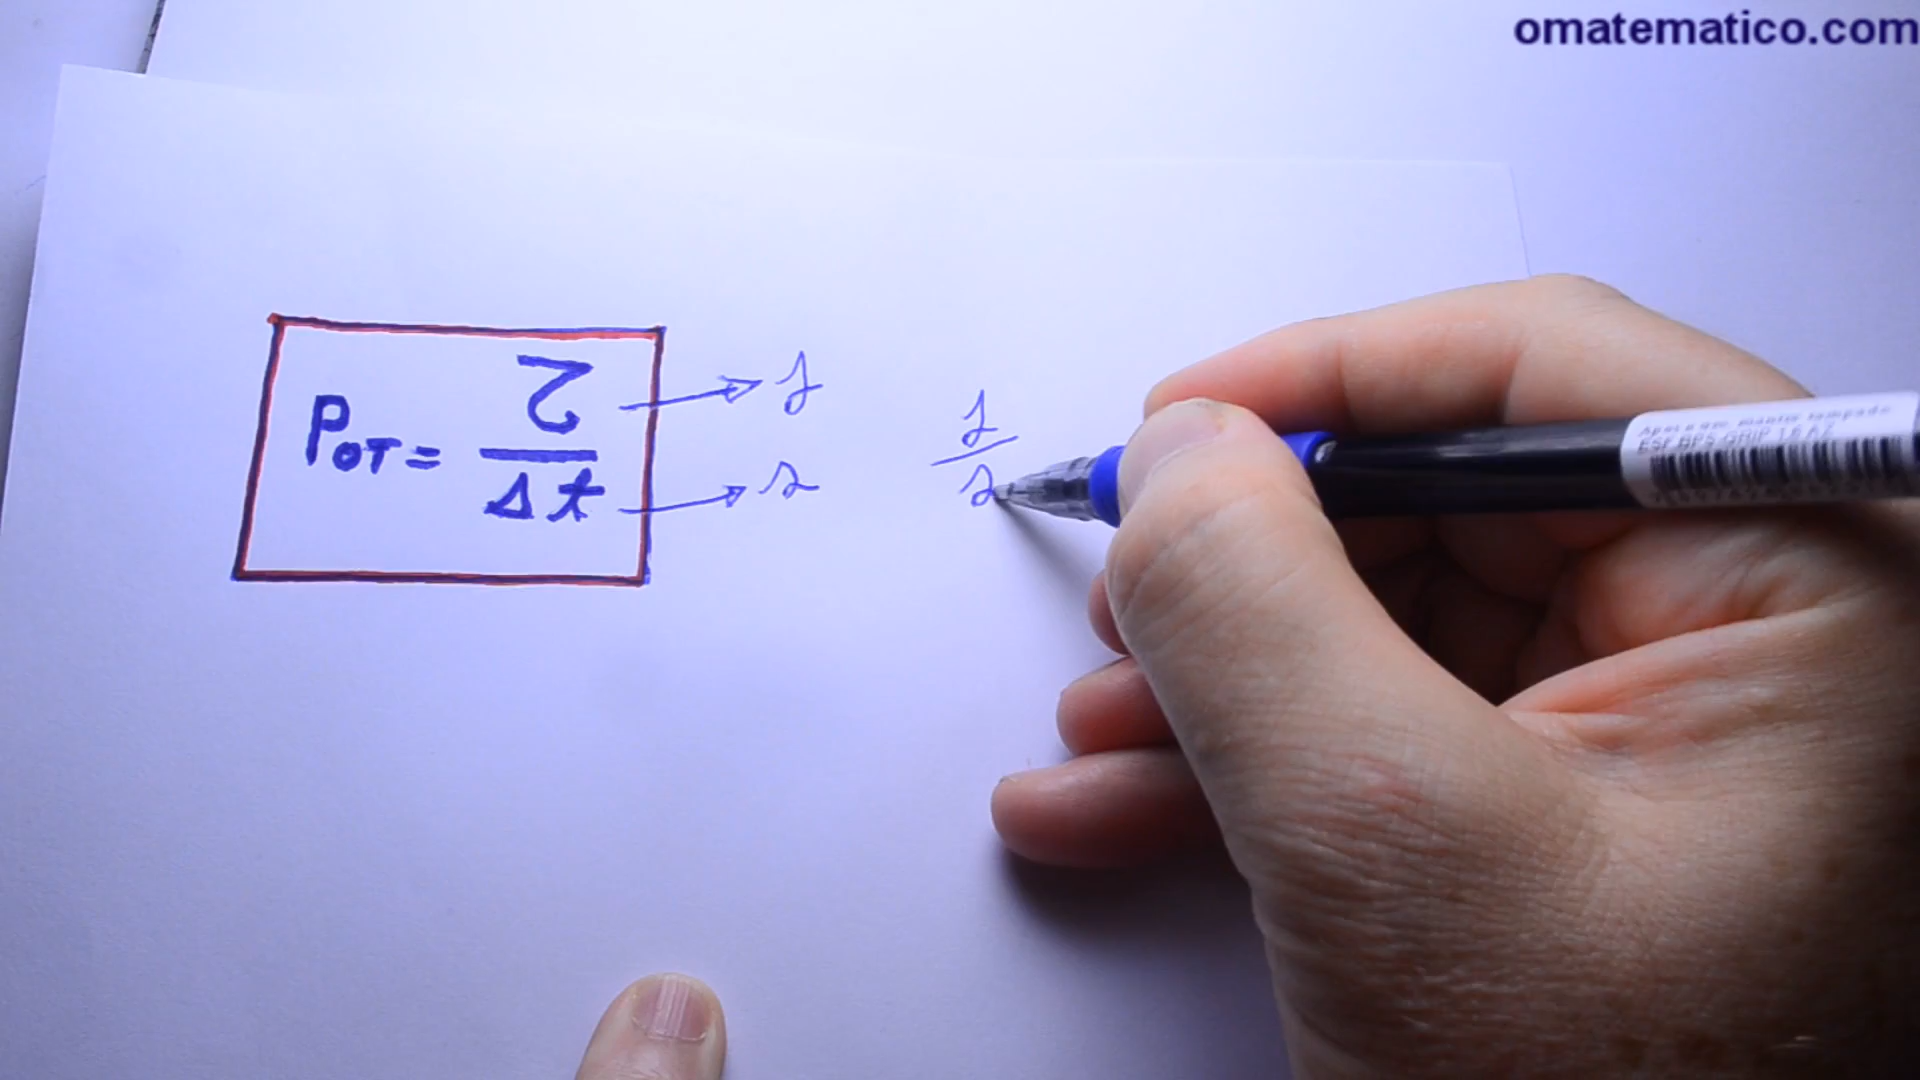 omatematico.com
Pot = τ / Δt
→ J
→ s
J / s